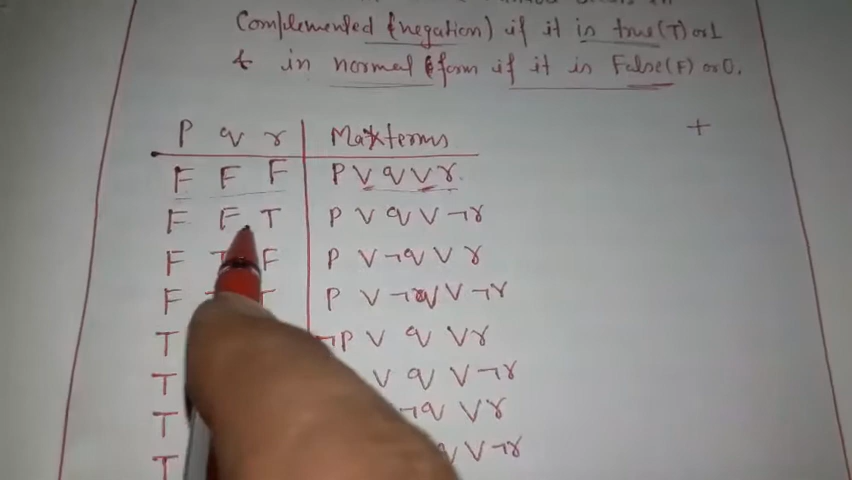 Complemented (negation) if it is true(T) or 1
& in normal form if it is False(F) or 0.
P q r Maxterms +
F F F P V q V r.
F F T P V q V ¬r
F F P V ¬q V r
F P V ¬q V V ¬r
T ¬P V q V r
T V q V ¬r
T ¬q V r
T V ¬r